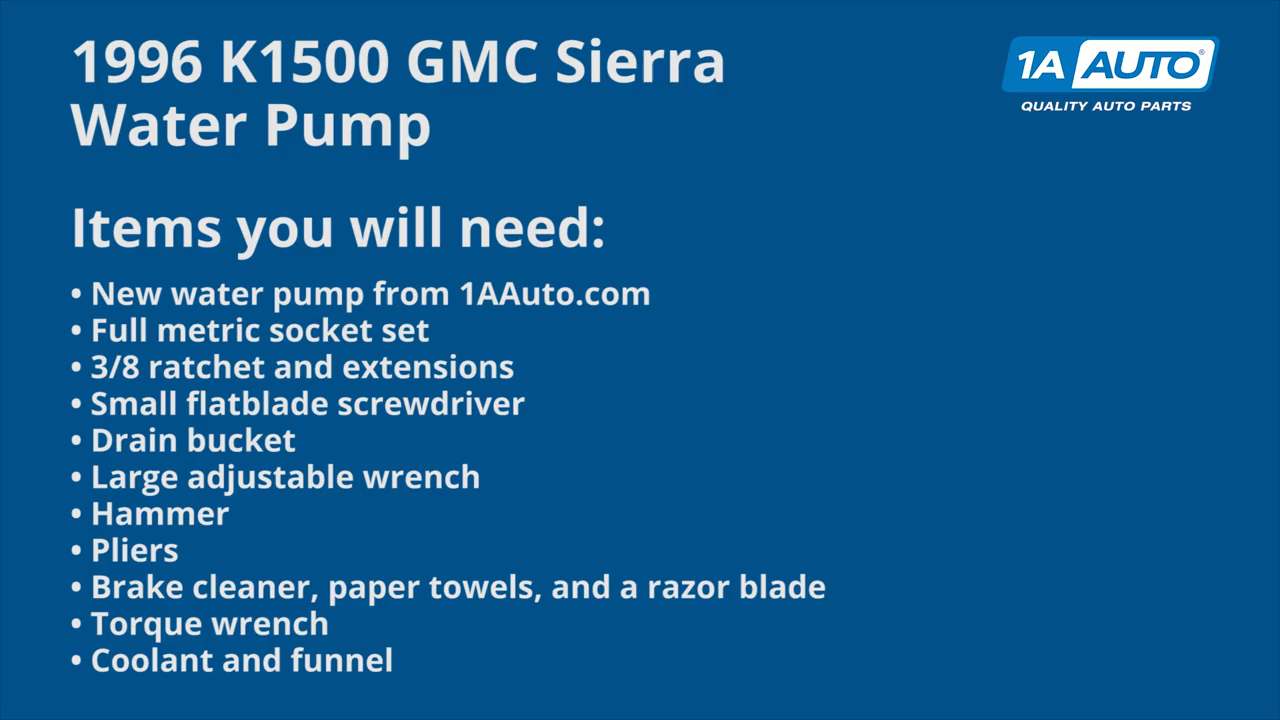 1996 K1500 GMC Sierra
Water Pump
1A AUTO®
QUALITY AUTO PARTS
Items you will need:
• New water pump from 1AAuto.com
• Full metric socket set
• 3/8 ratchet and extensions
• Small flatblade screwdriver
• Drain bucket
• Large adjustable wrench
• Hammer
• Pliers
• Brake cleaner, paper towels, and a razor blade
• Torque wrench
• Coolant and funnel